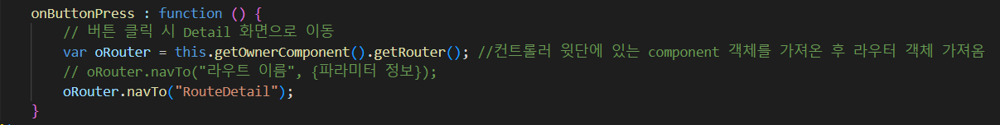 onButtonPress : function () {
// 버튼 클릭 시 Detail 화면으로 이동
var oRouter = this.getOwnerComponent().getRouter(); //컨트롤러 윗단에 있는 component 객체를 가져온 후 라우터 객체 가져옴
// oRouter.navTo("라우트 이름", {파라미터 정보});
oRouter.navTo("RouteDetail");
}